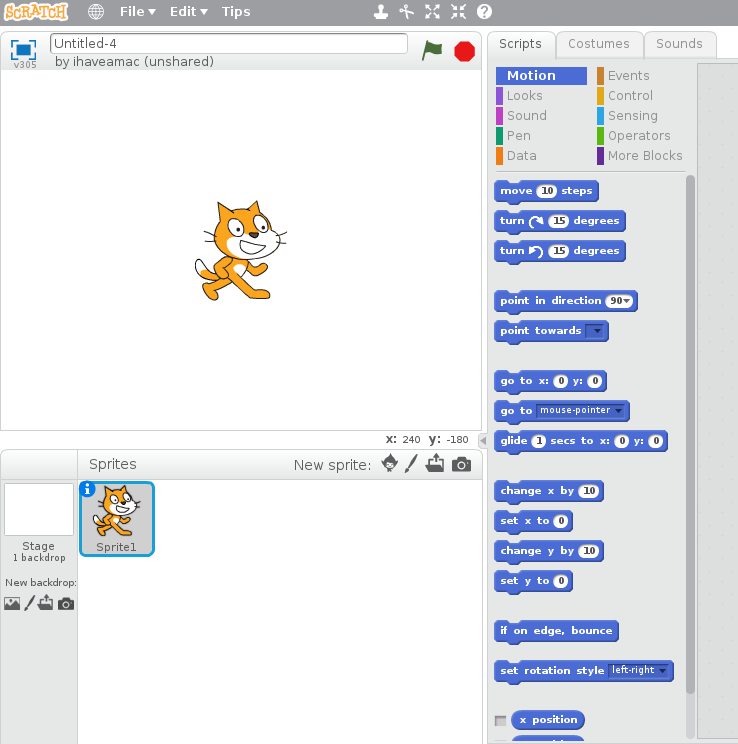 SCRATCH
File Edit Tips
Untitled-4
by ihaveamac (unshared)
v305
Scripts Costumes Sounds
Motion Events
Looks Control
Sound Sensing
Pen Operators
Data More Blocks
move 10 steps
turn 15 degrees
turn 15 degrees
point in direction 90
point towards
go to x: 0 y: 0
go to mouse-pointer
glide 1 secs to x: 0 y: 0
change x by 10
set x to 0
change y by 10
set y to 0
if on edge, bounce
set rotation style left-right
x position
x: 240 y: -180
Sprites New sprite:
Sprite1
Stage
1 backdrop
New backdrop: